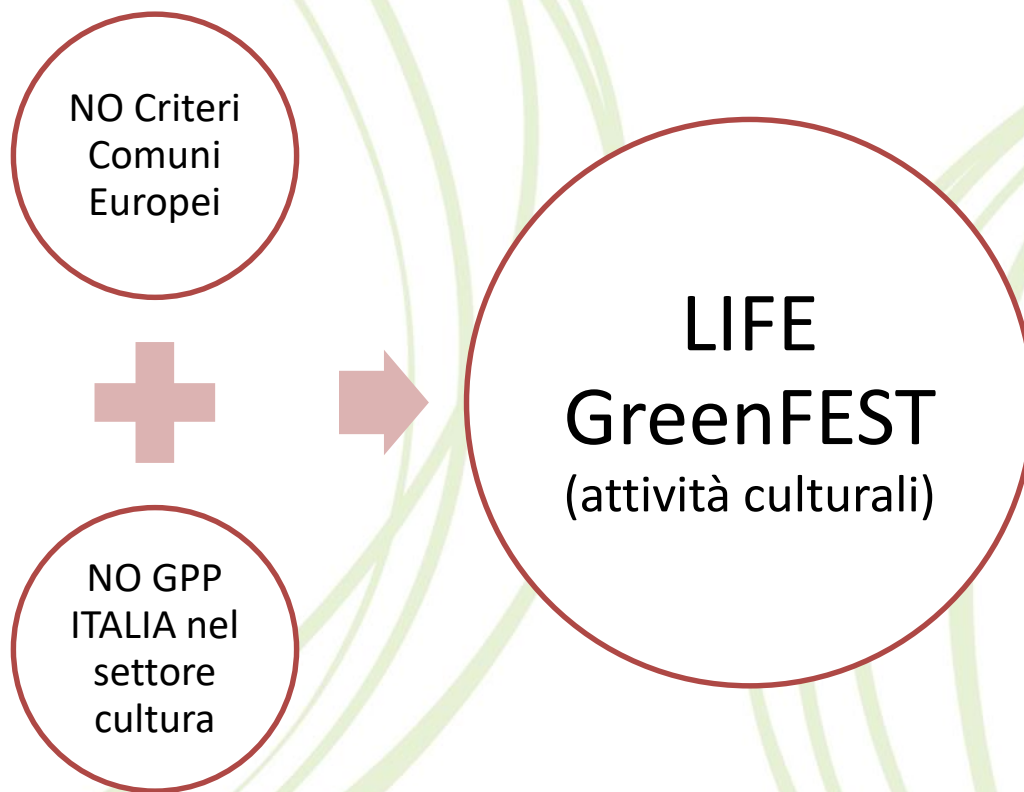 NO Criteri
Comuni
Europei
NO GPP
ITALIA nel
settore
cultura
LIFE
GreenFEST
(attività culturali)